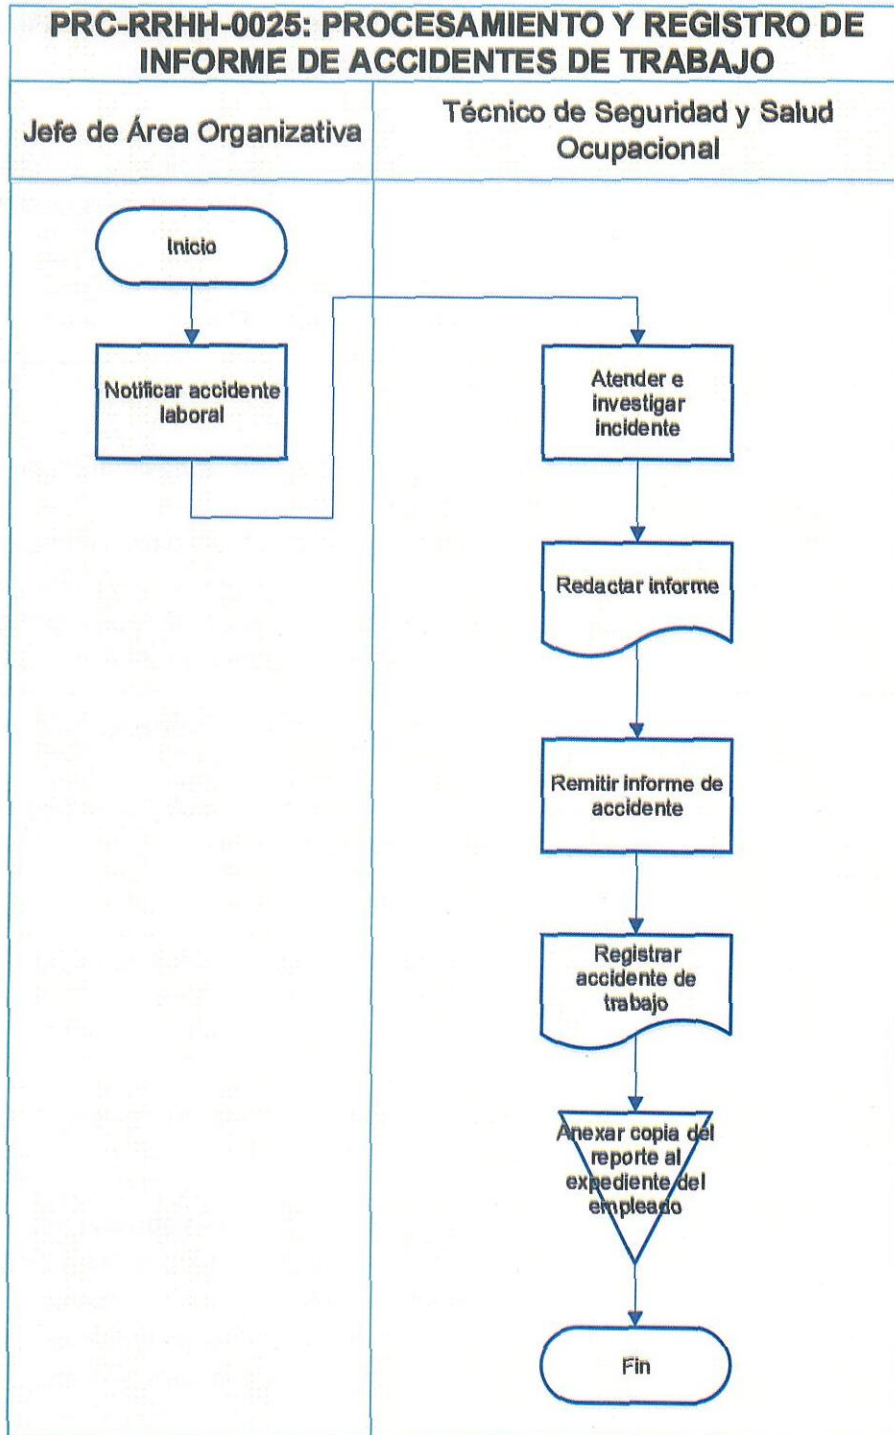 PRC-RRHH-0025: PROCESAMIENTO Y REGISTRO DE
INFORME DE ACCIDENTES DE TRABAJO
Jefe de Área Organizativa
Técnico de Seguridad y Salud
Ocupacional
Inicio
Notificar accidente
laboral
Atender e
investigar
incidente
Redactar informe
Remitir informe de
accidente
Registrar
accidente de
trabajo
Anexar copia del
reporte al
expediente del
empleado
Fin